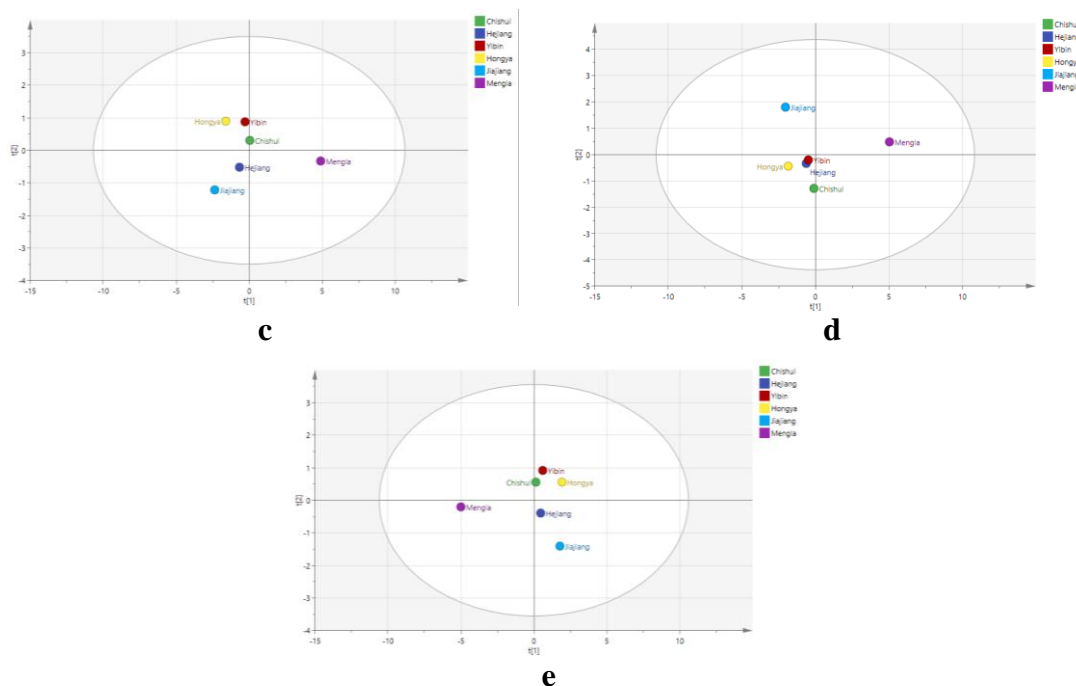 Chishui
Hejiang
Yibin
Hongya
Jiajiang
Mengla
t[2]
3
2
1
0
-1
-2
-3
-4
Hongya
Yibin
Chishui
Hejiang
Mengla
Jiajiang
-15
-10
-5
0
5
10
t[1]
c
Chishui
Hejiang
Yibin
Hongya
Jiajiang
Mengla
t[2]
4
3
2
1
0
-1
-2
-3
-4
-5
Jiajiang
Mengla
Yibin
Hongya
Hejiang
Chishui
-15
-10
-5
0
5
10
t[1]
d
Chishui
Hejiang
Yibin
Hongya
Jiajiang
Mengla
t[2]
3
2
1
0
-1
-2
-3
-4
Yibin
Chishui
Hongya
Mengla
Hejiang
Jiajiang
-15
-10
-5
0
5
10
t[1]
e